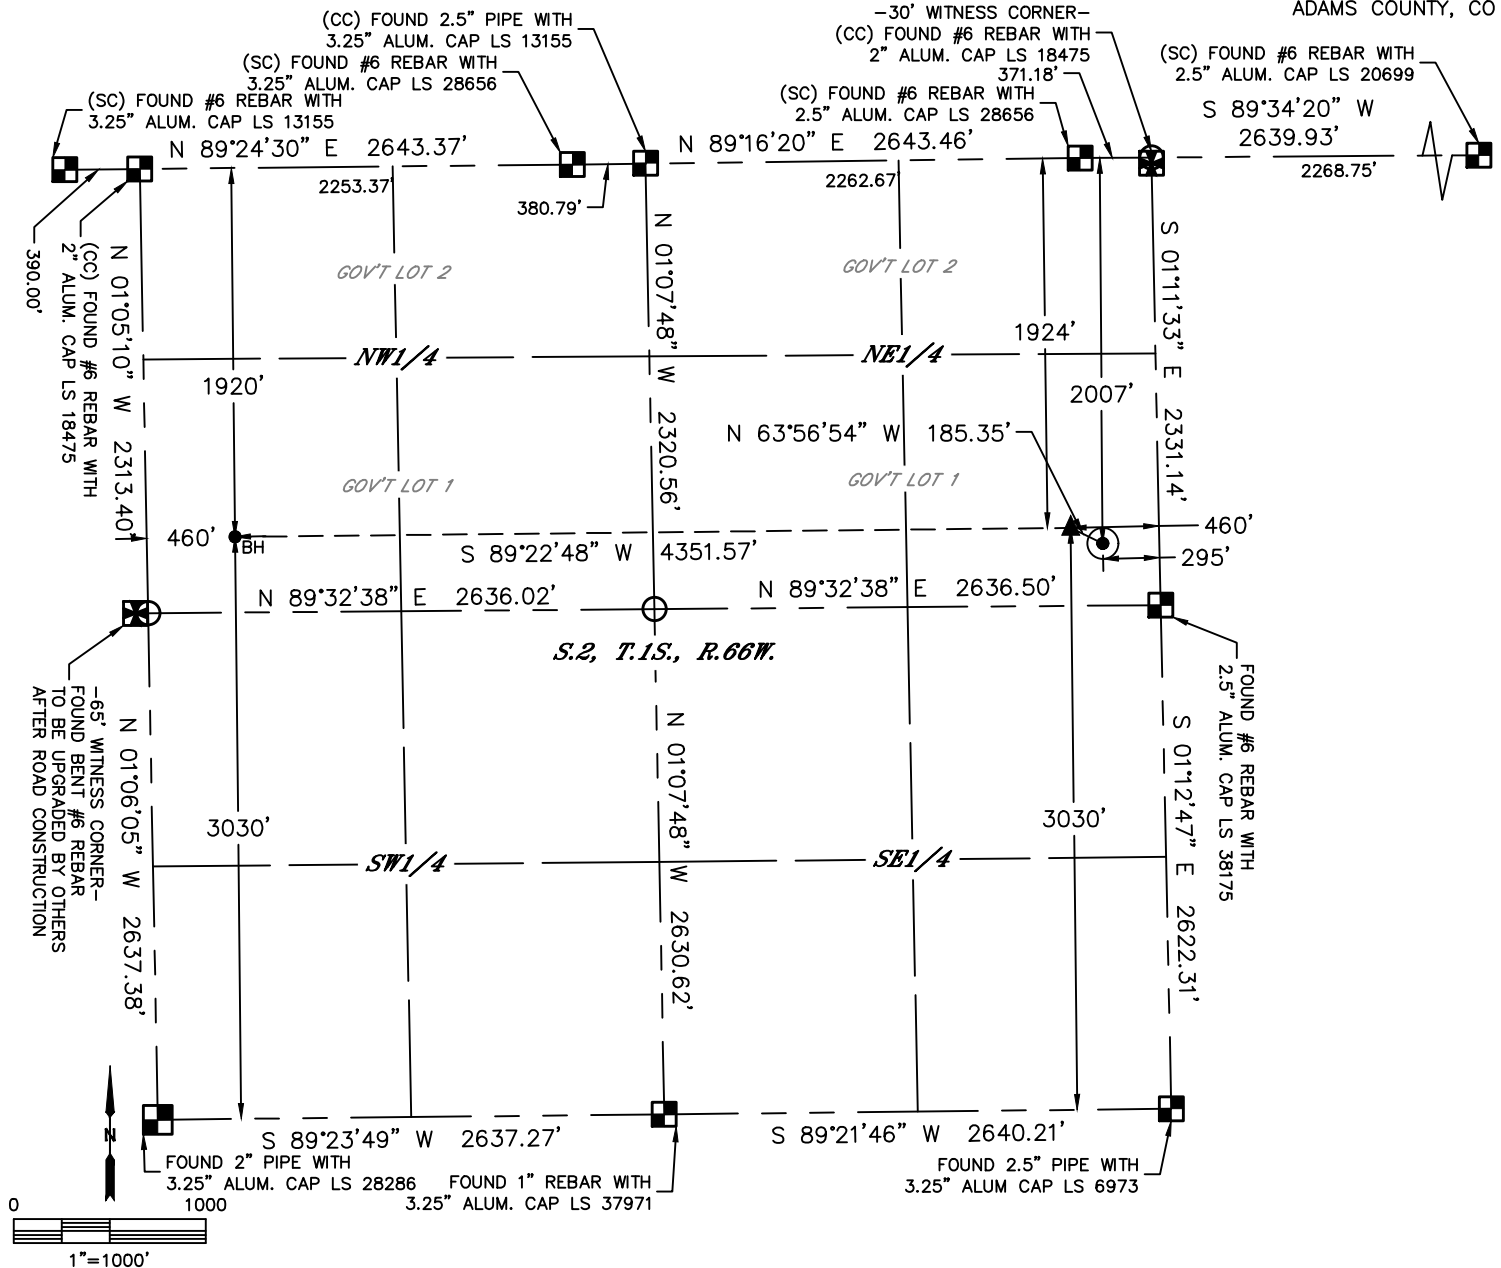 ADAMS COUNTY, CO
(CC) FOUND 2.5" PIPE WITH
3.25" ALUM. CAP LS 13155
(SC) FOUND #6 REBAR WITH
3.25" ALUM. CAP LS 28656
(SC) FOUND #6 REBAR WITH
3.25" ALUM. CAP LS 13155
-30' WITNESS CORNER-
(CC) FOUND #6 REBAR WITH
2" ALUM. CAP LS 18475
371.18'
(SC) FOUND #6 REBAR WITH
2.5" ALUM. CAP LS 28656
(SC) FOUND #6 REBAR WITH
2.5" ALUM. CAP LS 20699
S 89°34'20" W
2639.93'
2268.75'
N 89°24'30" E 2643.37'
2253.37'
380.79'
N 89°16'20" E 2643.46'
2262.67'
390.00'
(CC) FOUND #6 REBAR WITH
2" ALUM. CAP LS 18475
N 01°05'10" W 2313.40'
N 01°07'48" W 2320.56'
S 01°11'33" E 2331.14'
GOV'T LOT 2
GOV'T LOT 2
1924'
NW1/4
NE1/4
1920'
2007'
N 63°56'54" W 185.35'
GOV'T LOT 1
GOV'T LOT 1
460'
BH
S 89°22'48" W 4351.57'
460'
295'
N 89°32'38" E 2636.02'
N 89°32'38" E 2636.50'
S.2, T.1S., R.66W.
-65' WITNESS CORNER-
FOUND BENT #6 REBAR
TO BE UPGRADED BY OTHERS
AFTER ROAD CONSTRUCTION
FOUND #6 REBAR WITH
2.5" ALUM. CAP LS 38175
N 01°06'05" W 2637.38'
N 01°07'48" W 2630.62'
S 01°12'47" E 2622.31'
3030'
3030'
SW1/4
SE1/4
N
S 89°23'49" W 2637.27'
S 89°21'46" W 2640.21'
FOUND 2" PIPE WITH
3.25" ALUM. CAP LS 28286
FOUND 1" REBAR WITH
3.25" ALUM. CAP LS 37971
FOUND 2.5" PIPE WITH
3.25" ALUM CAP LS 6973
0 1000
1"=1000'